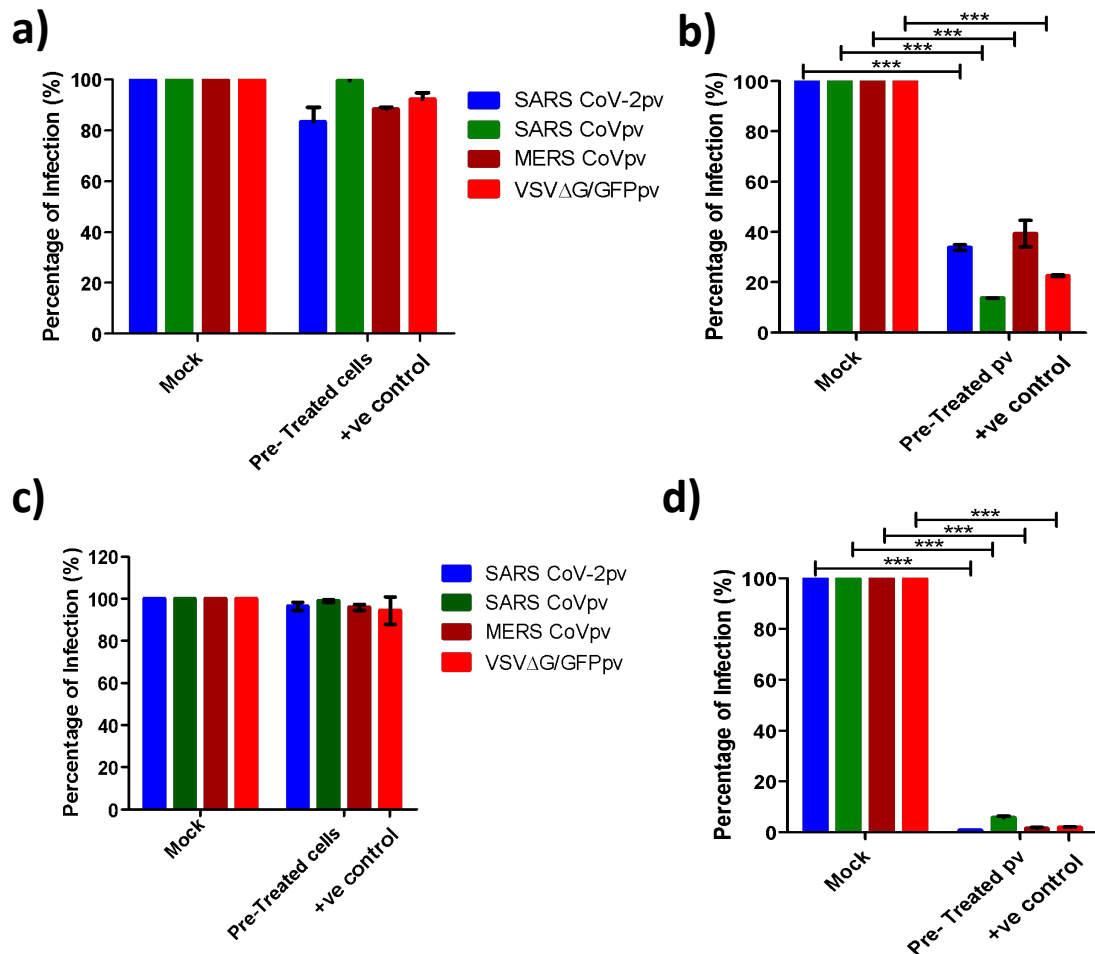 a)
Percentage of Infection (%)
100
80
60
40
20
0
Mock
Pre- Treated cells
+ve control
SARS CoV-2pv
SARS CoVpv
MERS CoVpv
VSVΔG/GFPpv
b)
***
***
***
***
Percentage of Infection (%)
100
80
60
40
20
0
Mock
Pre- Treated pv
+ve control
c)
Percentage of Infection (%)
120
100
80
60
40
20
0
Mock
Pre-Treated cells
+ve control
SARS CoV-2pv
SARS CoVpv
MERS CoVpv
VSVΔG/GFPpv
d)
***
***
***
***
Percentage of Infection (%)
100
80
60
40
20
0
Mock
Pre- Treated pv
+ve control